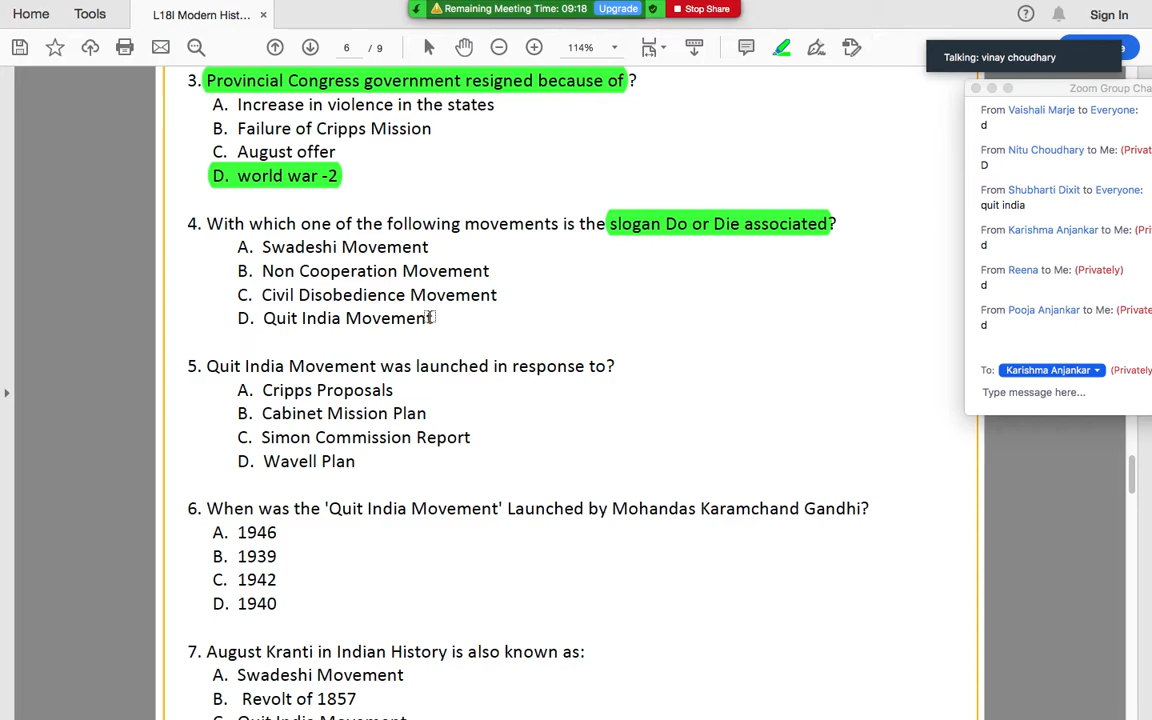 Remaining Meeting Time: 09:18 Upgrade Stop Share
Home Tools L18I Modern Hist... × Sign In
6 / 9 114%
Talking: vinay choudhary
3. Provincial Congress government resigned because of ?
A. Increase in violence in the states
B. Failure of Cripps Mission
C. August offer
D. world war -2
4. With which one of the following movements is the slogan Do or Die associated?
A. Swadeshi Movement
B. Non Cooperation Movement
C. Civil Disobedience Movement
D. Quit India Movement
5. Quit India Movement was launched in response to?
A. Cripps Proposals
B. Cabinet Mission Plan
C. Simon Commission Report
D. Wavell Plan
6. When was the 'Quit India Movement' Launched by Mohandas Karamchand Gandhi?
A. 1946
B. 1939
C. 1942
D. 1940
7. August Kranti in Indian History is also known as:
A. Swadeshi Movement
B. Revolt of 1857
C. Quit India Movement
Zoom Group Cha
From Vaishali Marje to Everyone:
d
From Nitu Choudhary to Me: (Privat
D
From Shubharti Dixit to Everyone:
quit india
From Karishma Anjankar to Me: (Pri
d
From Reena to Me: (Privately)
d
From Pooja Anjankar to Me: (Private
d
To: Karishma Anjankar (Privately
Type message here...